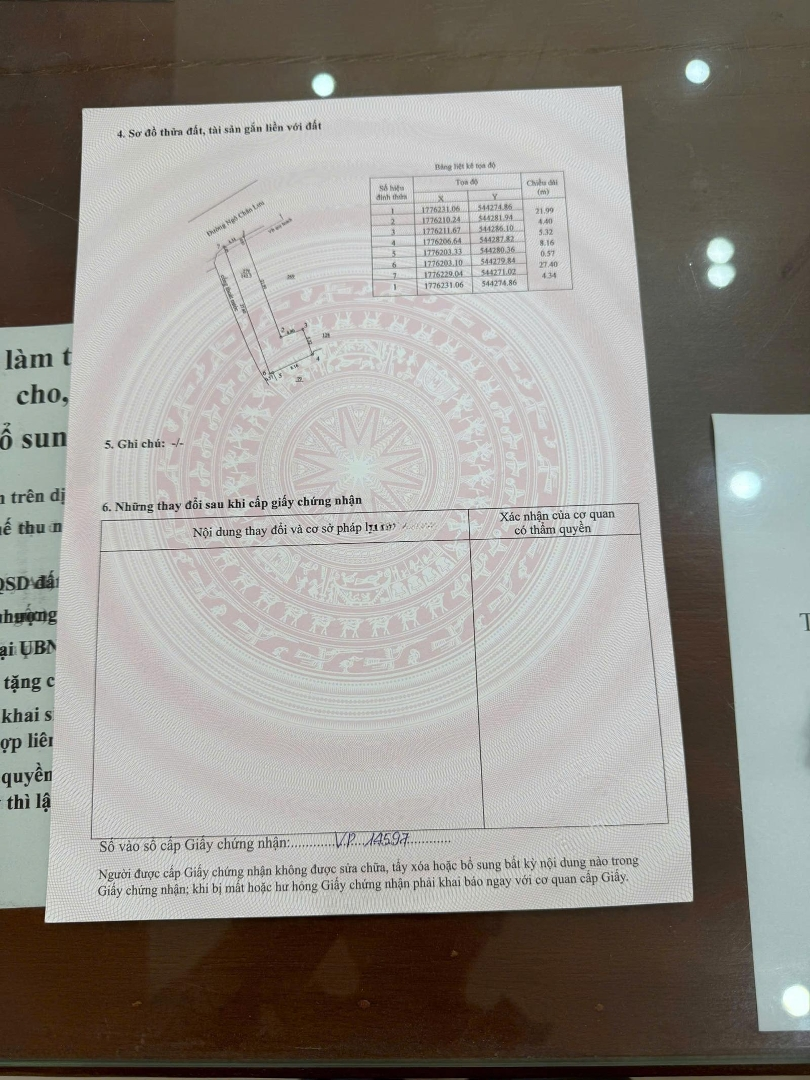 4. Sơ đồ thửa đất, tài sản gắn liền với đất
Bảng liệt kê tọa độ
Số hiệu đỉnh thửa Tọa độ Chiều dài (m)
X Y
1 1776231.06 544274.86
21.99
2 1776210.24 544281.94
4.40
3 1776211.67 544286.10
5.32
4 1776206.64 544287.82
8.16
5 1776203.33 544280.36
0.57
6 1776203.10 544279.84
27.40
7 1776229.04 544271.02
4.34
1 1776231.06 544274.86
Đường Ngô Chân Lưu
5. Ghi chú: -/-
6. Những thay đổi sau khi cấp giấy chứng nhận
Nội dung thay đổi và cơ sở pháp lý
Xác nhận của cơ quan
có thẩm quyền
Số vào sổ cấp Giấy chứng nhận:............V.P....14597............
Người được cấp Giấy chứng nhận không được sửa chữa, tẩy xóa hoặc bổ sung bất kỳ nội dung nào trong
Giấy chứng nhận; khi bị mất hoặc hư hỏng Giấy chứng nhận phải khai báo ngay với cơ quan cấp Giấy.
làm t
cho,
ổ sun
trên dị
ế thu n
QSD đất
ại UBN
tặng c
khai s
ợp liên
quyền
thì lậ
T